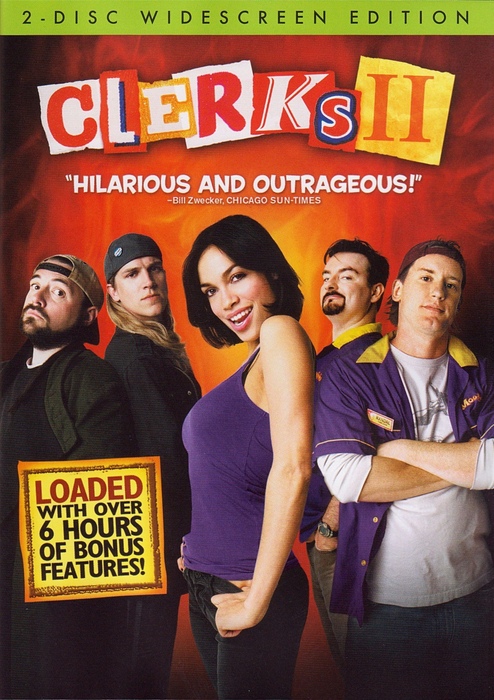 2-DISC WIDESCREEN EDITION
CLERKS II
"HILARIOUS AND OUTRAGEOUS!"
~Bill Zwecker, CHICAGO SUN-TIMES
LOADED
WITH OVER
6 HOURS
OF BONUS
FEATURES!